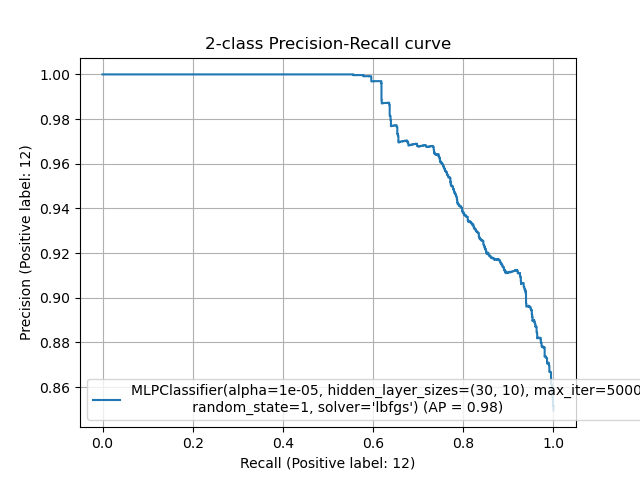 2-class Precision-Recall curve
Precision (Positive label: 12)
1.00
0.98
0.96
0.94
0.92
0.90
0.88
0.86
MLPClassifier(alpha=1e-05, hidden_layer_sizes=(30, 10), max_iter=5000
random_state=1, solver='lbfgs') (AP = 0.98)
0.0 0.2 0.4 0.6 0.8 1.0
Recall (Positive label: 12)